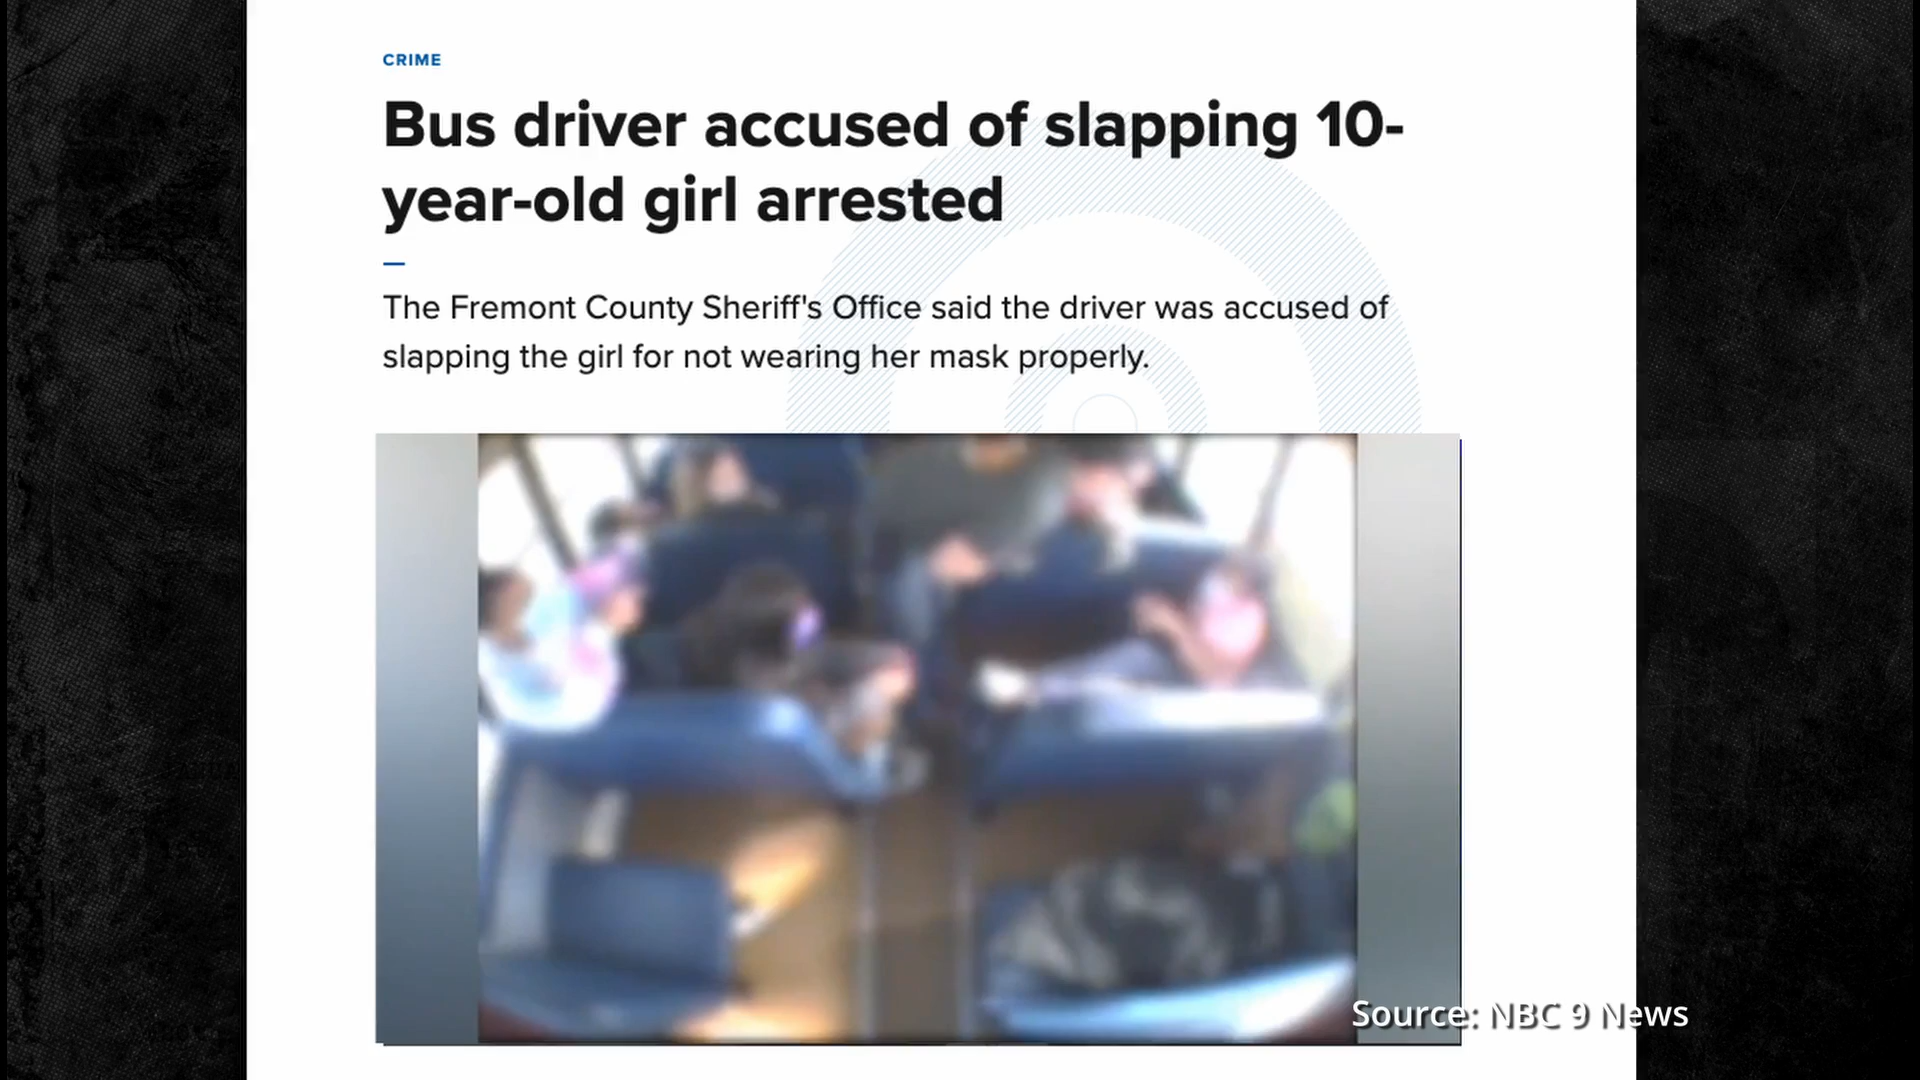 CRIME
Bus driver accused of slapping 10-
year-old girl arrested
The Fremont County Sheriff's Office said the driver was accused of
slapping the girl for not wearing her mask properly.
Source: NBC 9 News